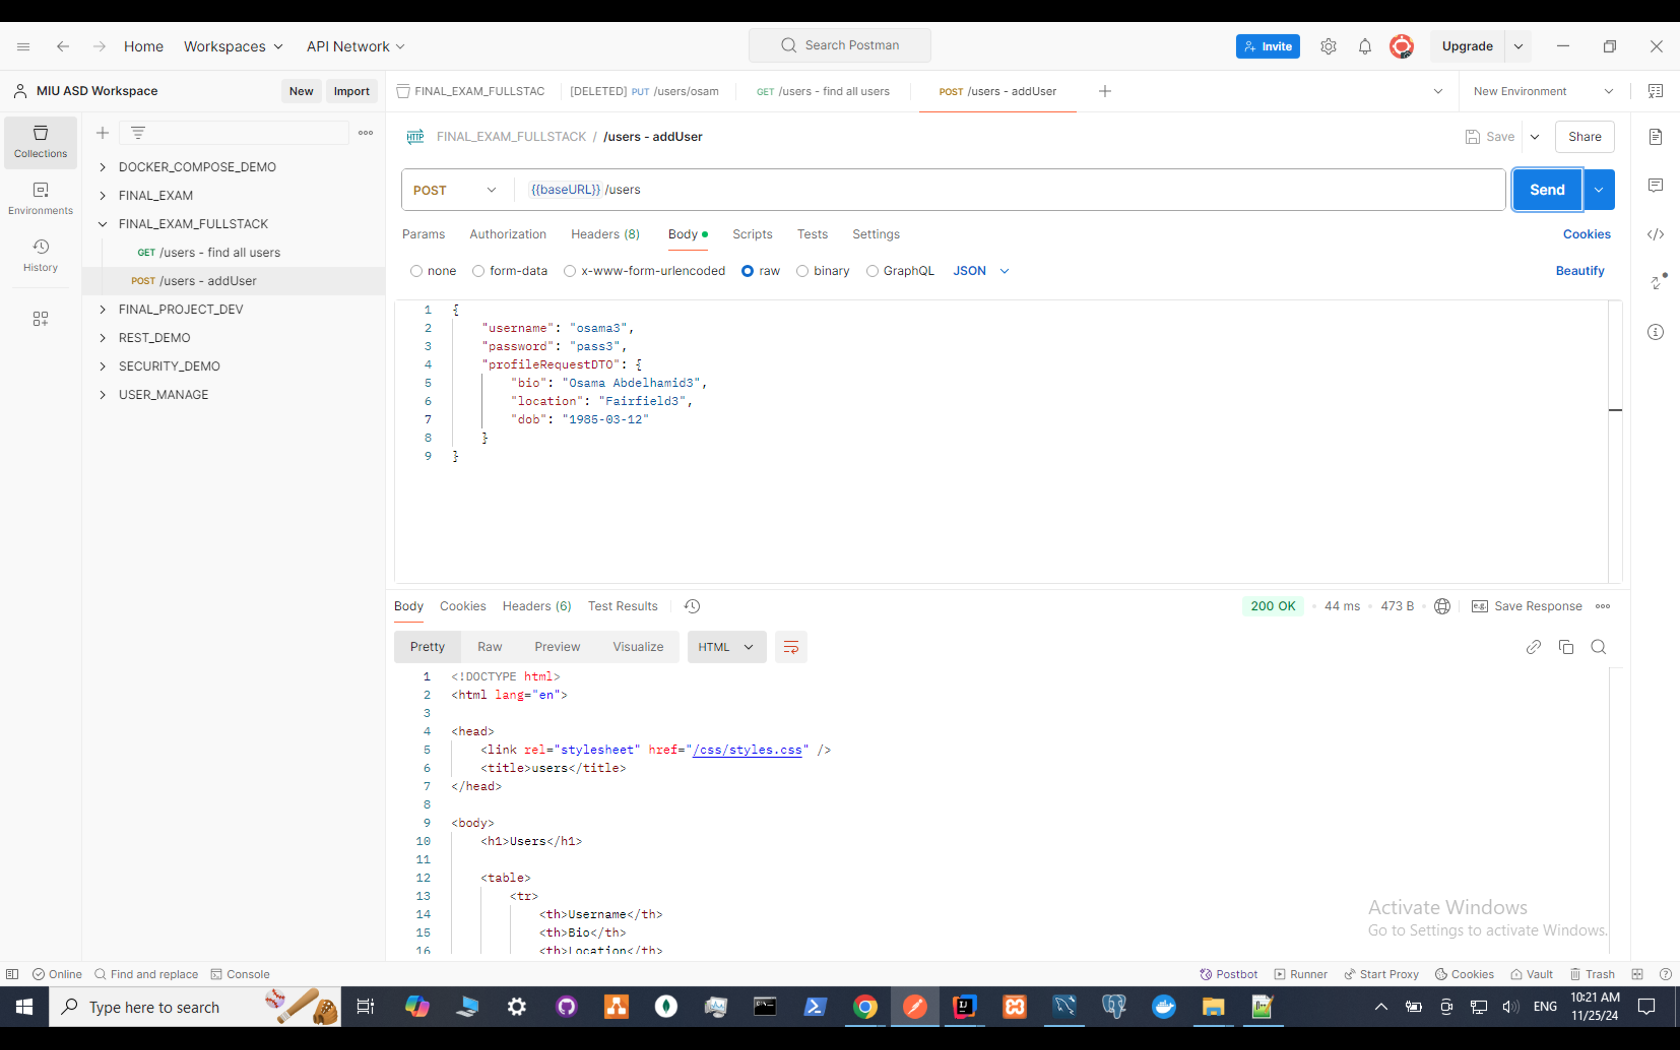 Home
Workspaces
API Network
Search Postman
Invite
Upgrade
MIU ASD Workspace
New
Import
FINAL_EXAM_FULLSTAC
[DELETED] PUT /users/osam
GET /users - find all users
POST /users - addUser
New Environment
Collections
Environments
History
DOCKER_COMPOSE_DEMO
FINAL_EXAM
FINAL_EXAM_FULLSTACK
GET /users - find all users
POST /users - addUser
FINAL_PROJECT_DEV
REST_DEMO
SECURITY_DEMO
USER_MANAGE
HTTP FINAL_EXAM_FULLSTACK / /users - addUser
Save
Share
POST
{{baseURL}} /users
Send
Params
Authorization
Headers (8)
Body
Scripts
Tests
Settings
Cookies
none
form-data
x-www-form-urlencoded
raw
binary
GraphQL
JSON
Beautify
1 {
2 "username": "osama3",
3 "password": "pass3",
4 "profileRequestDTO": {
5 "bio": "Osama Abdelhamid3",
6 "location": "Fairfield3",
7 "dob": "1985-03-12"
8 }
9 }
Body
Cookies
Headers (6)
Test Results
200 OK
44 ms
473 B
e.g. Save Response
Pretty
Raw
Preview
Visualize
HTML
1 <!DOCTYPE html>
2 <html lang="en">
3
4 <head>
5 <link rel="stylesheet" href="/css/styles.css" />
6 <title>users</title>
7 </head>
8
9 <body>
10 <h1>Users</h1>
11
12 <table>
13 <tr>
14 <th>Username</th>
15 <th>Bio</th>
16 <th>Location</th>
Activate Windows
Go to Settings to activate Windows.
Online
Find and replace
Console
Postbot
Runner
Start Proxy
Cookies
Vault
Trash
Type here to search
ENG
10:21 AM
11/25/24